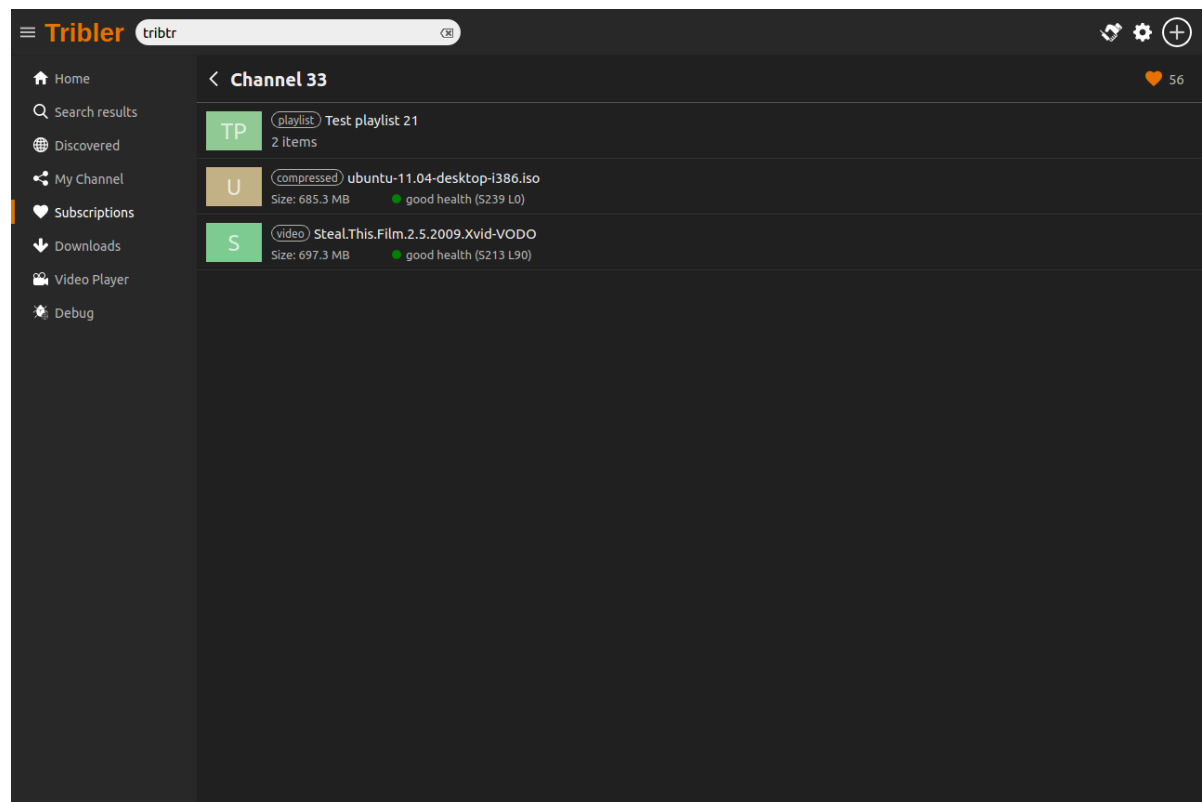 Tribler tribtr
Home
Search results
Discovered
My Channel
Subscriptions
Downloads
Video Player
Debug
Channel 33 56
TP playlist Test playlist 21
2 items
U compressed ubuntu-11.04-desktop-i386.iso
Size: 685.3 MB good health (S239 L0)
S video Steal.This.Film.2.5.2009.Xvid-VODO
Size: 697.3 MB good health (S213 L90)